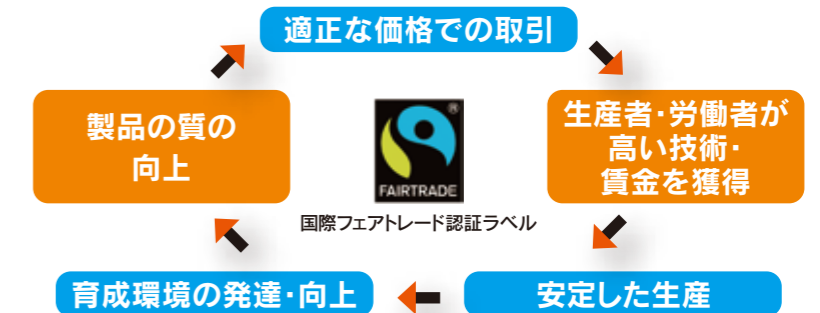 適正な価格での取引
生産者・労働者が
高い技術・
賃金を獲得
安定した生産
育成環境の発達・向上
製品の質の
向上
®
FAIRTRADE
国際フェアトレード認証ラベル